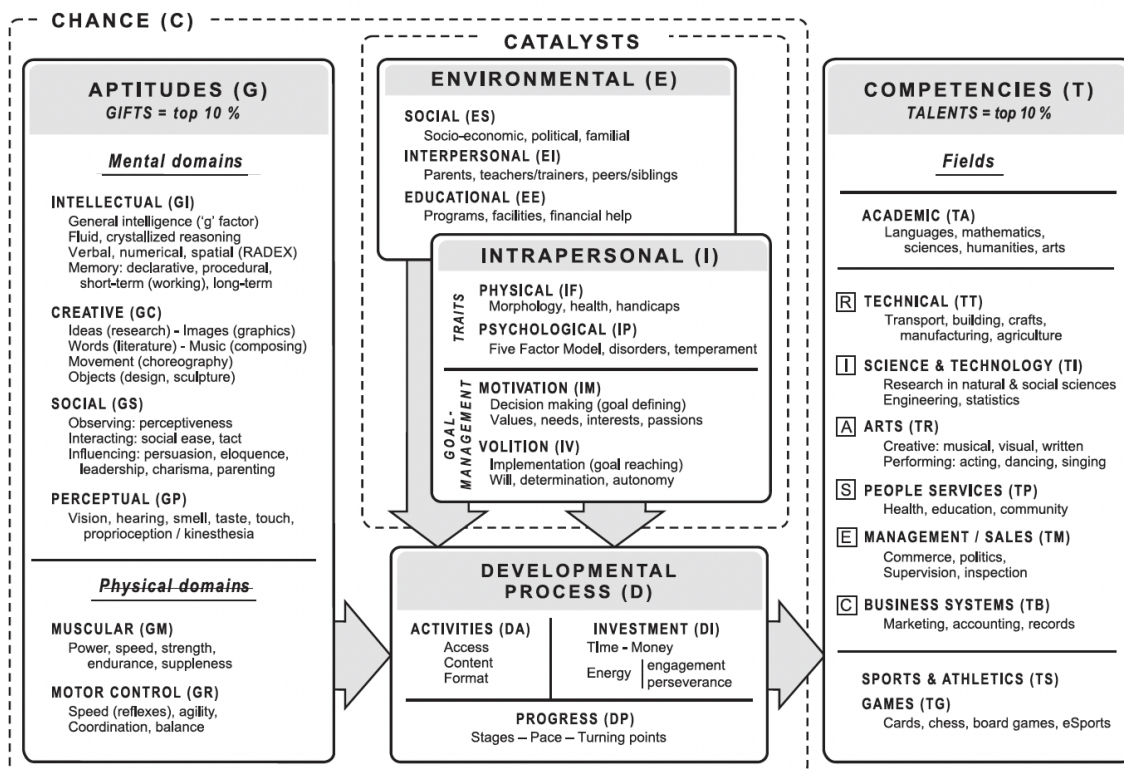 CHANCE (C)
APTITUDES (G)
GIFTS = top 10 %
Mental domains
INTELLECTUAL (GI)
General intelligence (‘g’ factor)
Fluid, crystallized reasoning
Verbal, numerical, spatial (RADEX)
Memory: declarative, procedural,
short-term (working), long-term
CREATIVE (GC)
Ideas (research) - Images (graphics)
Words (literature) - Music (composing)
Movement (choreography)
Objects (design, sculpture)
SOCIAL (GS)
Observing: perceptiveness
Interacting: social ease, tact
Influencing: persuasion, eloquence,
leadership, charisma, parenting
PERCEPTUAL (GP)
Vision, hearing, smell, taste, touch,
proprioception / kinesthesia
Physical domains
MUSCULAR (GM)
Power, speed, strength,
endurance, suppleness
MOTOR CONTROL (GR)
Speed (reflexes), agility,
Coordination, balance
CATALYSTS
ENVIRONMENTAL (E)
SOCIAL (ES)
Socio-economic, political, familial
INTERPERSONAL (EI)
Parents, teachers/trainers, peers/siblings
EDUCATIONAL (EE)
Programs, facilities, financial help
INTRAPERSONAL (I)
TRAITS
PHYSICAL (IF)
Morphology, health, handicaps
PSYCHOLOGICAL (IP)
Five Factor Model, disorders, temperament
GOAL-
MANAGEMENT
MOTIVATION (IM)
Decision making (goal defining)
Values, needs, interests, passions
VOLITION (IV)
Implementation (goal reaching)
Will, determination, autonomy
DEVELOPMENTAL
PROCESS (D)
ACTIVITIES (DA)
Access
Content
Format
INVESTMENT (DI)
Time - Money
Energy engagement
perseverance
PROGRESS (DP)
Stages – Pace – Turning points
COMPETENCIES (T)
TALENTS = top 10 %
Fields
ACADEMIC (TA)
Languages, mathematics,
sciences, humanities, arts
R TECHNICAL (TT)
Transport, building, crafts,
manufacturing, agriculture
I SCIENCE & TECHNOLOGY (TI)
Research in natural & social sciences
Engineering, statistics
A ARTS (TR)
Creative: musical, visual, written
Performing: acting, dancing, singing
S PEOPLE SERVICES (TP)
Health, education, community
E MANAGEMENT / SALES (TM)
Commerce, politics,
Supervision, inspection
C BUSINESS SYSTEMS (TB)
Marketing, accounting, records
SPORTS & ATHLETICS (TS)
GAMES (TG)
Cards, chess, board games, eSports